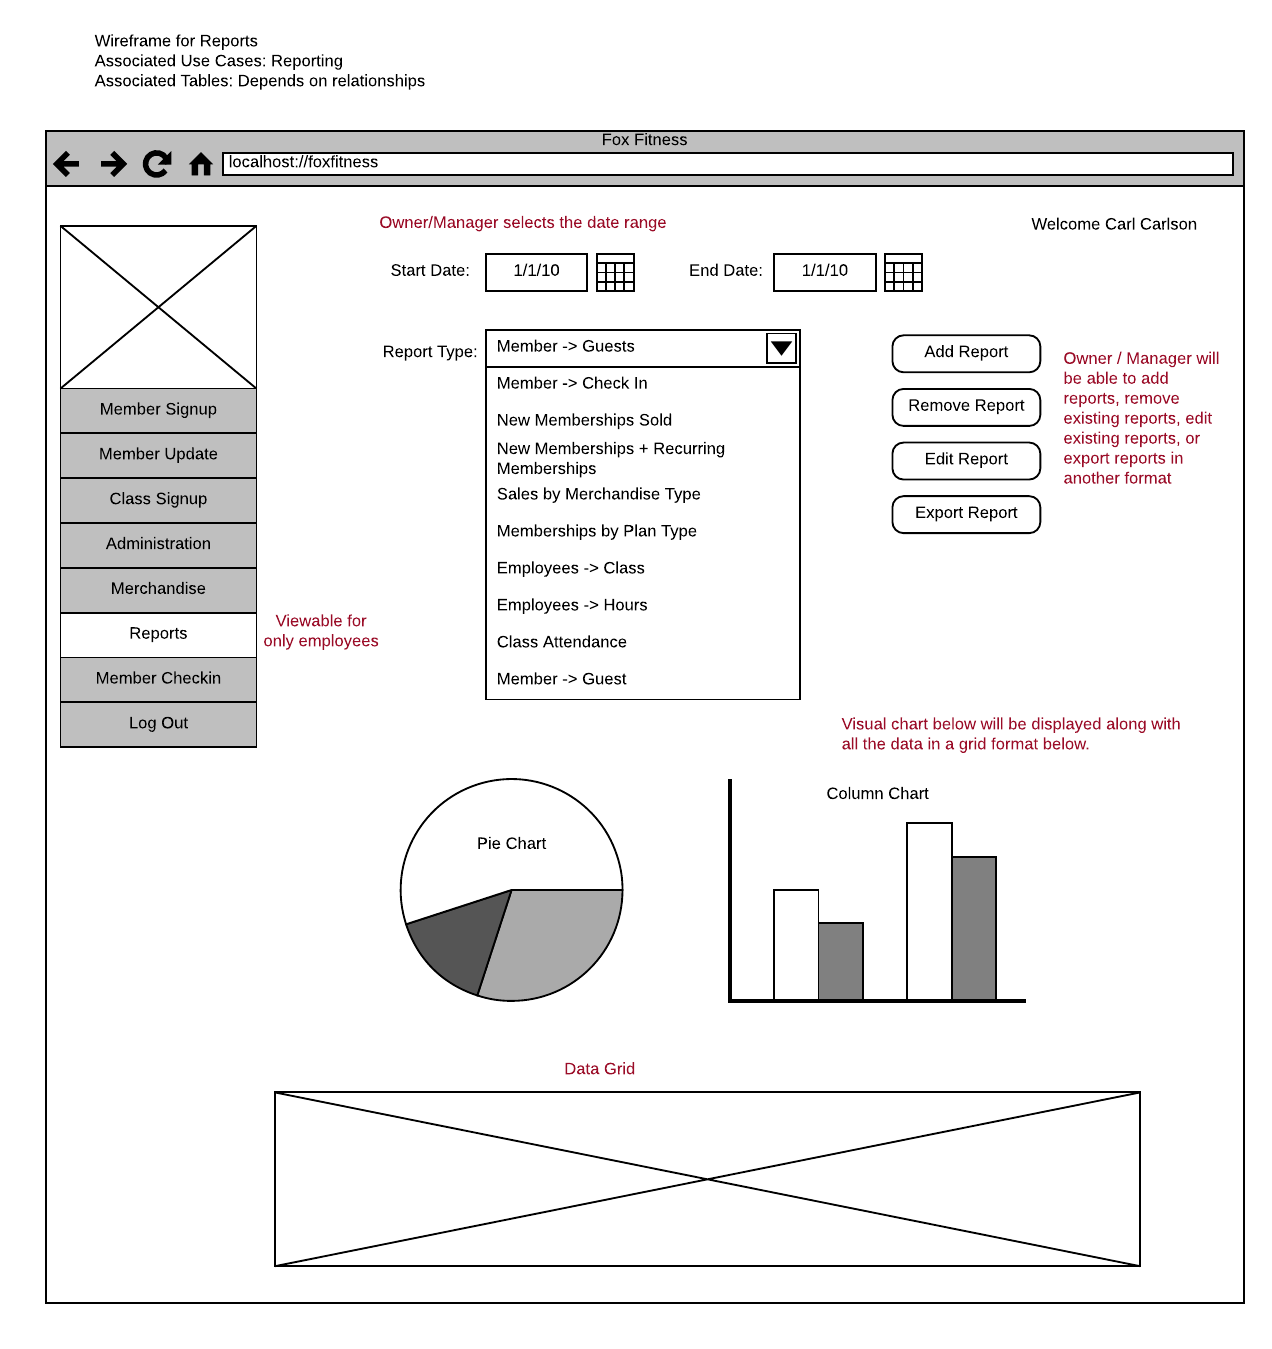 Wireframe for Reports
Associated Use Cases: Reporting
Associated Tables: Depends on relationships
Fox Fitness
localhost://foxfitness
Owner/Manager selects the date range
Welcome Carl Carlson
Start Date:
1/1/10
End Date:
1/1/10
Report Type:
Member -> Guests
Member -> Check In
New Memberships Sold
New Memberships + Recurring
Memberships
Sales by Merchandise Type
Memberships by Plan Type
Employees -> Class
Employees -> Hours
Class Attendance
Member -> Guest
Add Report
Remove Report
Edit Report
Export Report
Owner / Manager will
be able to add
reports, remove
existing reports, edit
existing reports, or
export reports in
another format
Member Signup
Member Update
Class Signup
Administration
Merchandise
Reports
Member Checkin
Log Out
Viewable for
only employees
Visual chart below will be displayed along with
all the data in a grid format below.
Pie Chart
Column Chart
Data Grid